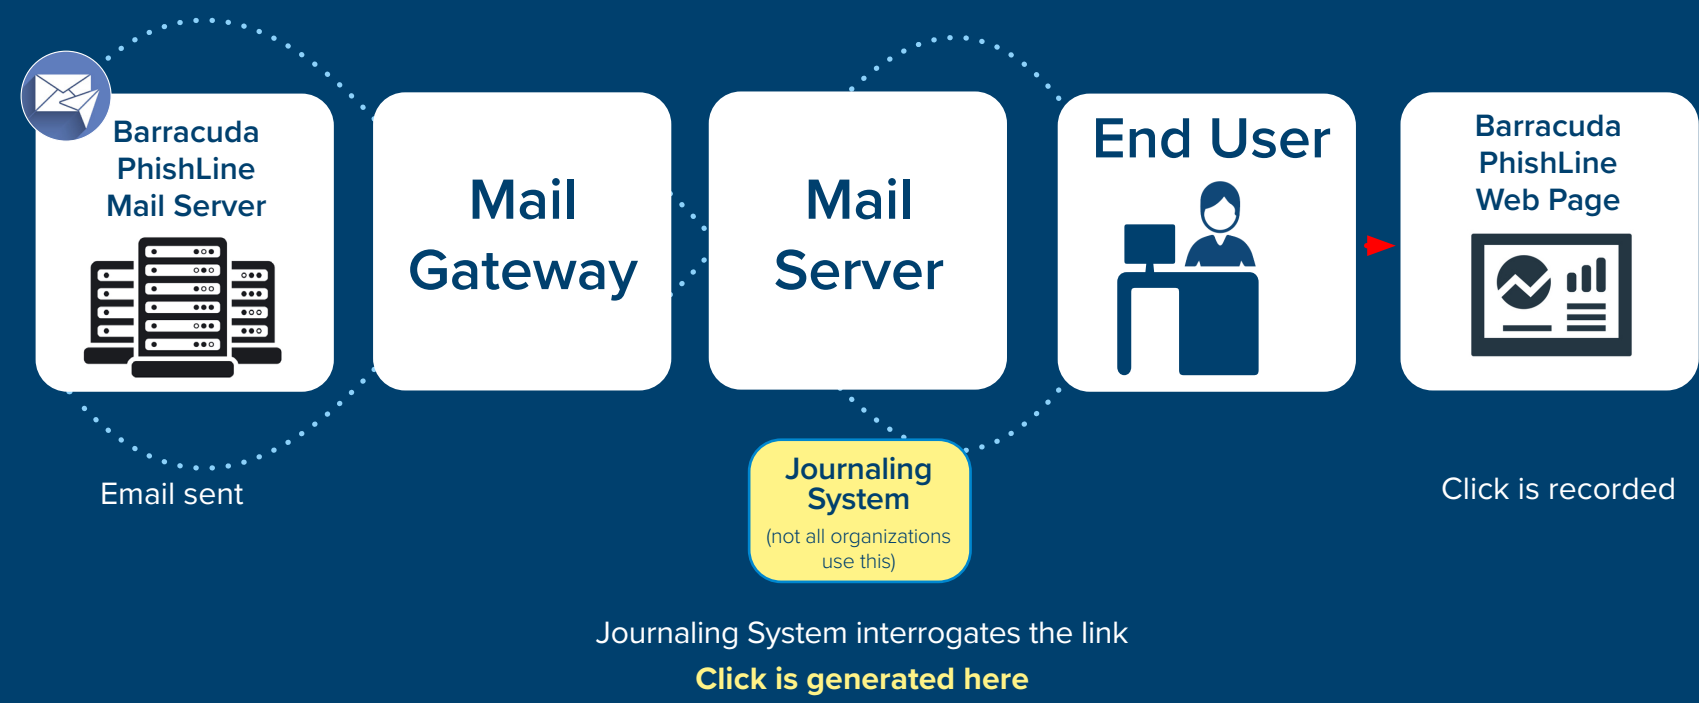 Barracuda
PhishLine
Mail Server
Mail
Gateway
Mail
Server
End User
Barracuda
PhishLine
Web Page
Email sent
Journaling
System
(not all organizations
use this)
Click is recorded
Journaling System interrogates the link
Click is generated here